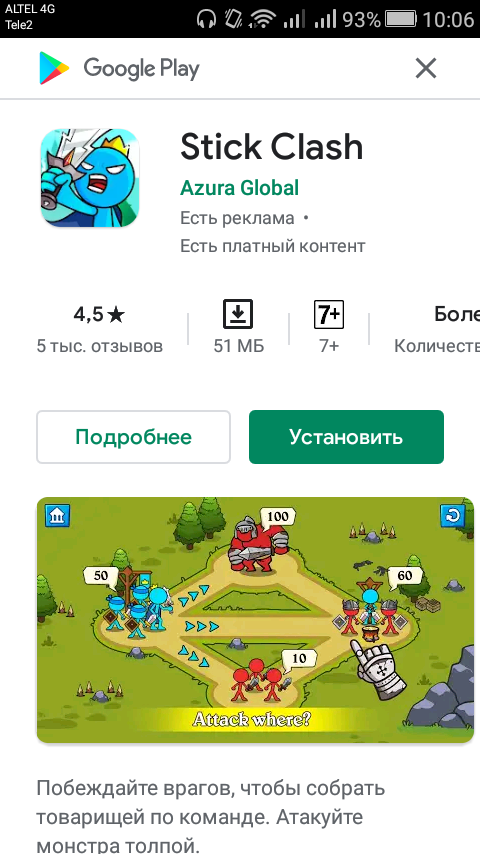 ALTEL 4G
Tele2
93% 10:06
Google Play
Stick Clash
Azura Global
Есть реклама •
Есть платный контент
4,5★ 7+ Боле
5 тыс. отзывов 51 МБ 7+ Количесть
Подробнее Установить
100
50 60
10
Attack where?
Побеждайте врагов, чтобы собрать
товарищей по команде. Атакуйте
монстра толпой.